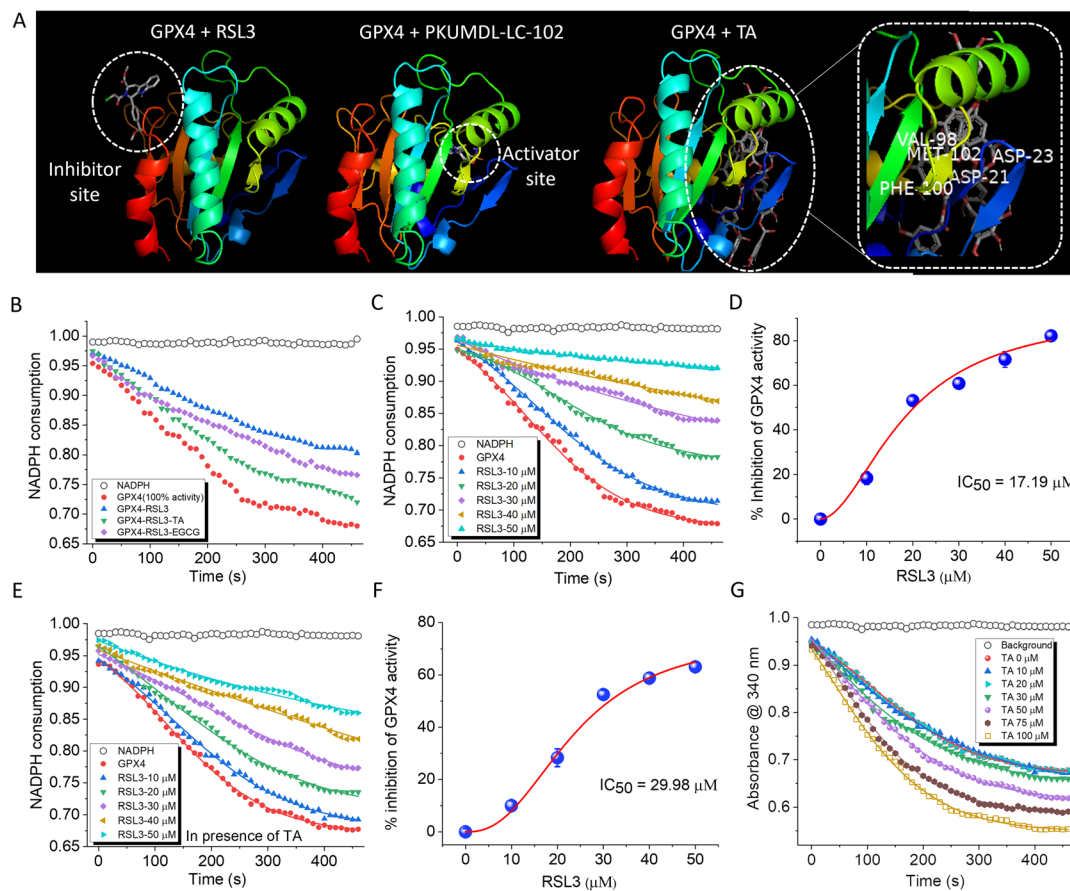 A
GPX4 + RSL3
GPX4 + PKUMDL-LC-102
GPX4 + TA
Inhibitor
site
Activator
site
VAL-98
MET-102
ASP-23
ASP-21
PHE-100
B
NADPH consumption
1.00
0.95
0.90
0.85
0.80
0.75
0.70
0.65
NADPH
GPX4(100% activity)
GPX4-RSL3
GPX4-RSL3-TA
GPX4-RSL3-EGCG
0 100 200 300 400
Time (s)
C
NADPH consumption
1.00
0.95
0.90
0.85
0.80
0.75
0.70
0.65
NADPH
GPX4
RSL3-10 μM
RSL3-20 μM
RSL3-30 μM
RSL3-40 μM
RSL3-50 μM
0 100 200 300 400
Time (s)
D
% Inhibition of GPX4 activity
80
60
40
20
0
IC50 = 17.19 μM
0 10 20 30 40 50
RSL3 (μM)
E
NADPH consumption
1.00
0.95
0.90
0.85
0.80
0.75
0.70
0.65
NADPH
GPX4
RSL3-10 μM
RSL3-20 μM
RSL3-30 μM
RSL3-40 μM
RSL3-50 μM
In presence of TA
0 100 200 300 400
Time (s)
F
% inhibition of GPX4 activity
80
60
40
20
0
IC50 = 29.98 μM
0 10 20 30 40 50
RSL3 (μM)
G
Absorbance @ 340 nm
1.0
0.9
0.8
0.7
0.6
Background
TA 0 μM
TA 10 μM
TA 20 μM
TA 30 μM
TA 50 μM
TA 75 μM
TA 100 μM
0 100 200 300 400
Time (s)